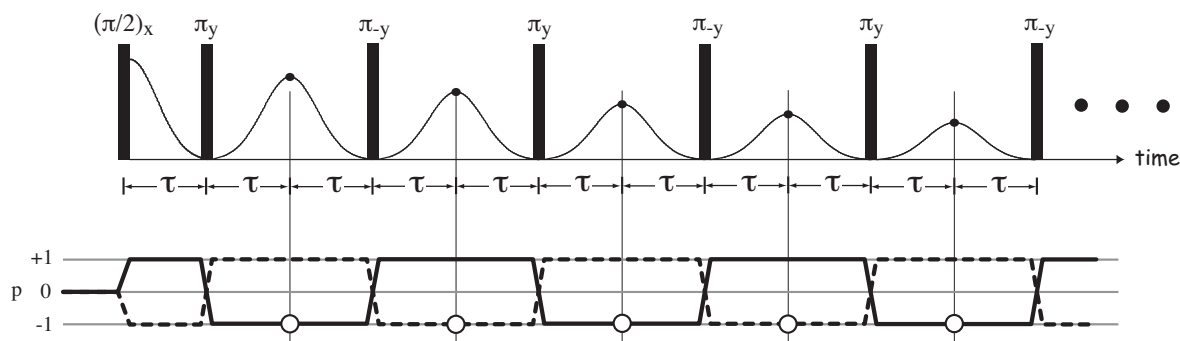 (π/2)x πy π-y πy π-y πy π-y
time
τ τ τ τ τ τ τ τ τ τ τ
+1
p 0
-1